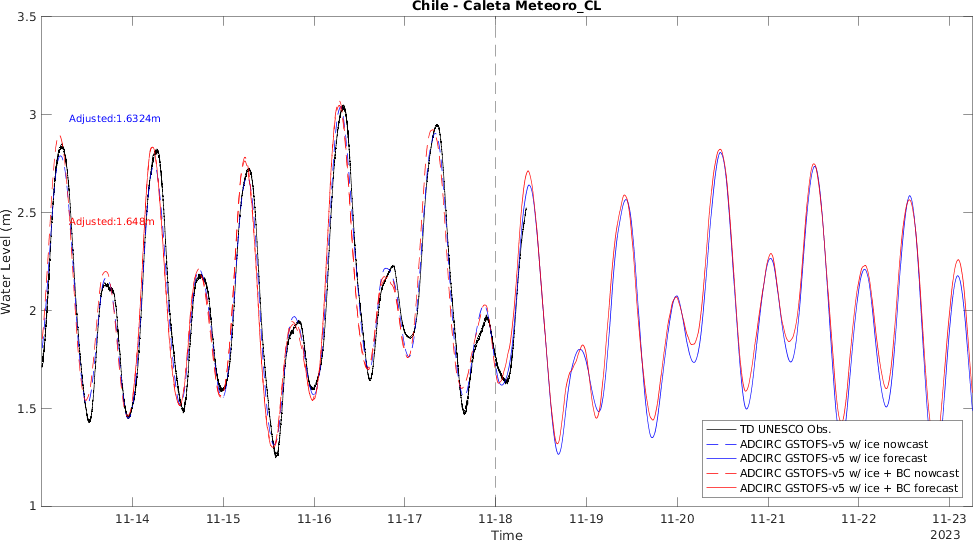 Chile - Caleta Meteoro_CL
3.5
3
2.5
2
1.5
1
Water Level (m)
Adjusted:1.6324m
Adjusted:1.648m
TD UNESCO Obs.
ADCIRC GSTOFS-v5 w/ ice nowcast
ADCIRC GSTOFS-v5 w/ ice forecast
ADCIRC GSTOFS-v5 w/ ice + BC nowcast
ADCIRC GSTOFS-v5 w/ ice + BC forecast
11-14 11-15 11-16 11-17 11-18 11-19 11-20 11-21 11-22 11-23
Time
2023